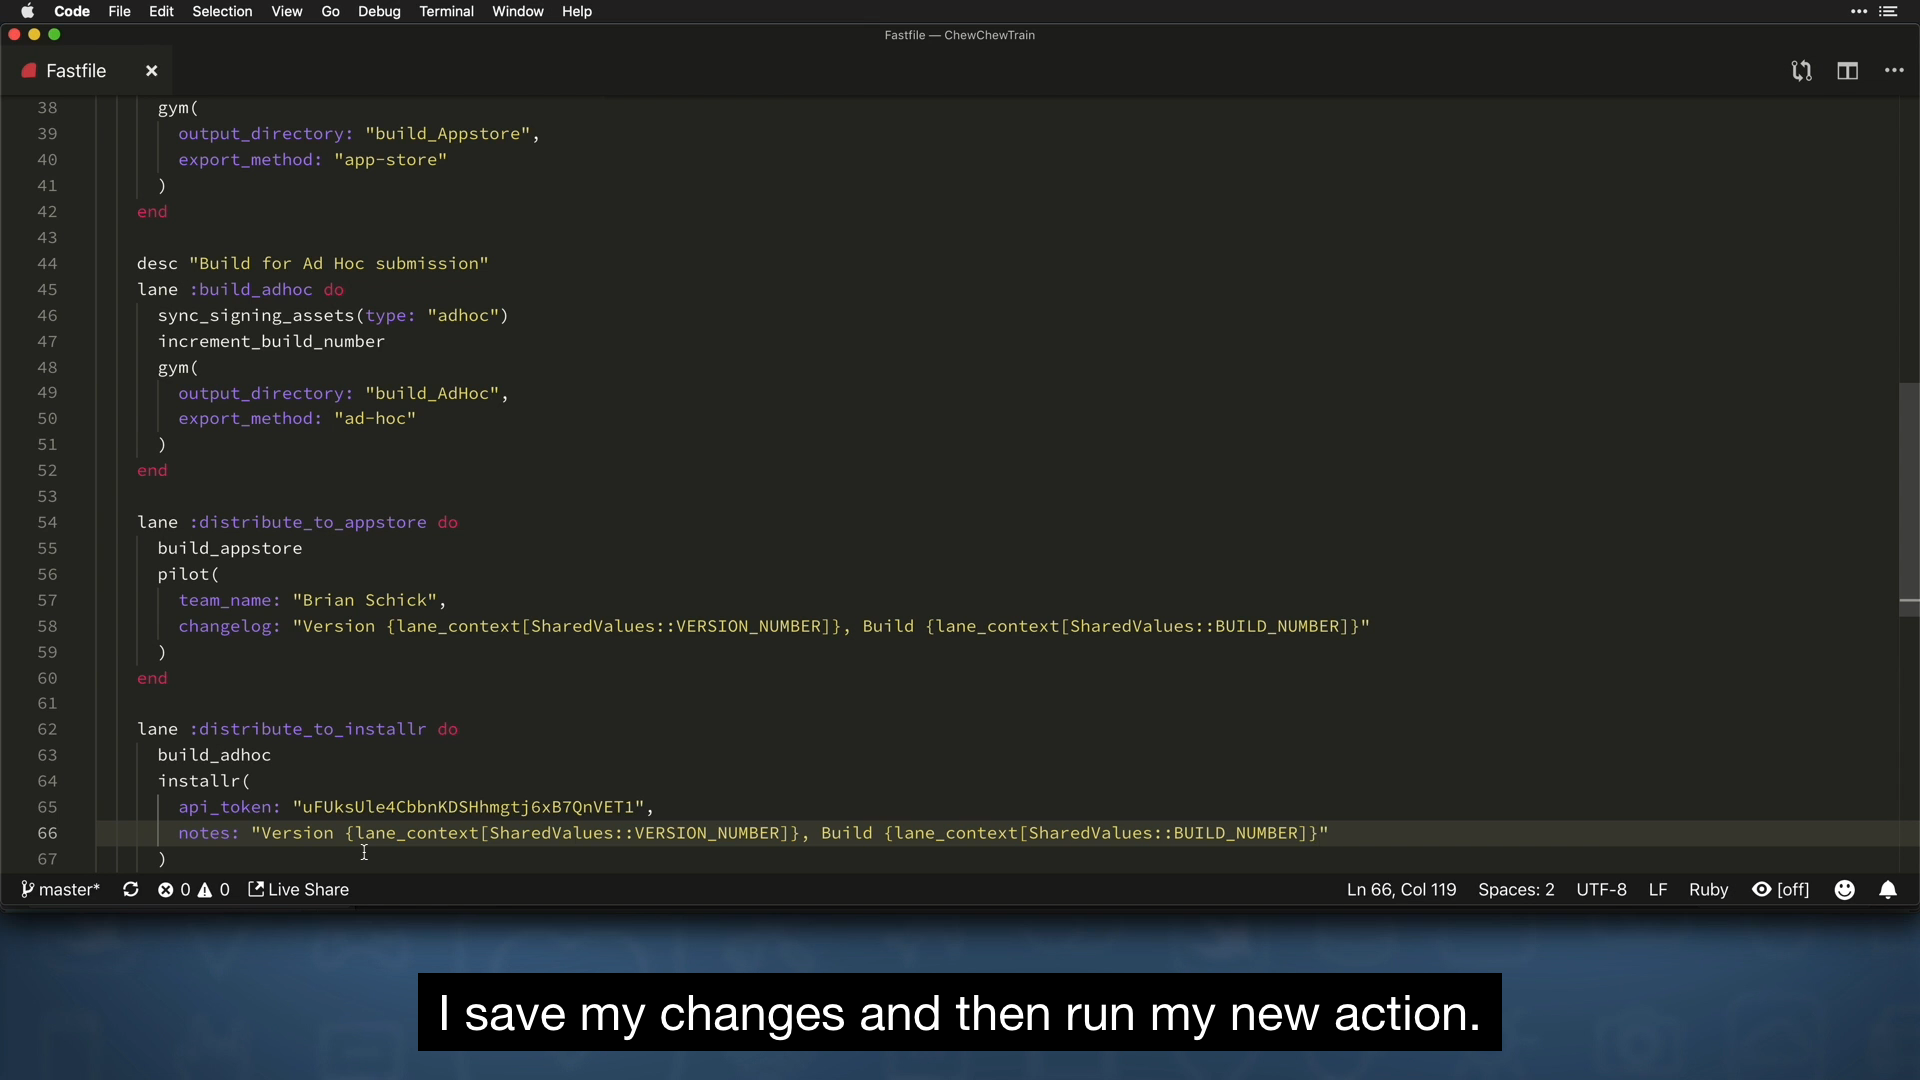 Code File Edit Selection View Go Debug Terminal Window Help
Fastfile — ChewChewTrain
Fastfile
38 gym(
39 output_directory: "build_Appstore",
40 export_method: "app-store"
41 )
42 end
43
44 desc "Build for Ad Hoc submission"
45 lane :build_adhoc do
46 sync_signing_assets(type: "adhoc")
47 increment_build_number
48 gym(
49 output_directory: "build_AdHoc",
50 export_method: "ad-hoc"
51 )
52 end
53
54 lane :distribute_to_appstore do
55 build_appstore
56 pilot(
57 team_name: "Brian Schick",
58 changelog: "Version {lane_context[SharedValues::VERSION_NUMBER]}, Build {lane_context[SharedValues::BUILD_NUMBER]}"
59 )
60 end
61
62 lane :distribute_to_installr do
63 build_adhoc
64 installr(
65 api_token: "uFUksUle4CbbnKDSHhmgtj6xB7QnVET1",
66 notes: "Version {lane_context[SharedValues::VERSION_NUMBER]}, Build {lane_context[SharedValues::BUILD_NUMBER]}"
67 )
master* 0 0 Live Share Ln 66, Col 119 Spaces: 2 UTF-8 LF Ruby [off]
I save my changes and then run my new action.